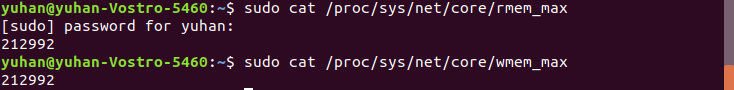 yuhan@yuhan-Vostro-5460:~$ sudo cat /proc/sys/net/core/rmem_max
[sudo] password for yuhan:
212992
yuhan@yuhan-Vostro-5460:~$ sudo cat /proc/sys/net/core/wmem_max
212992